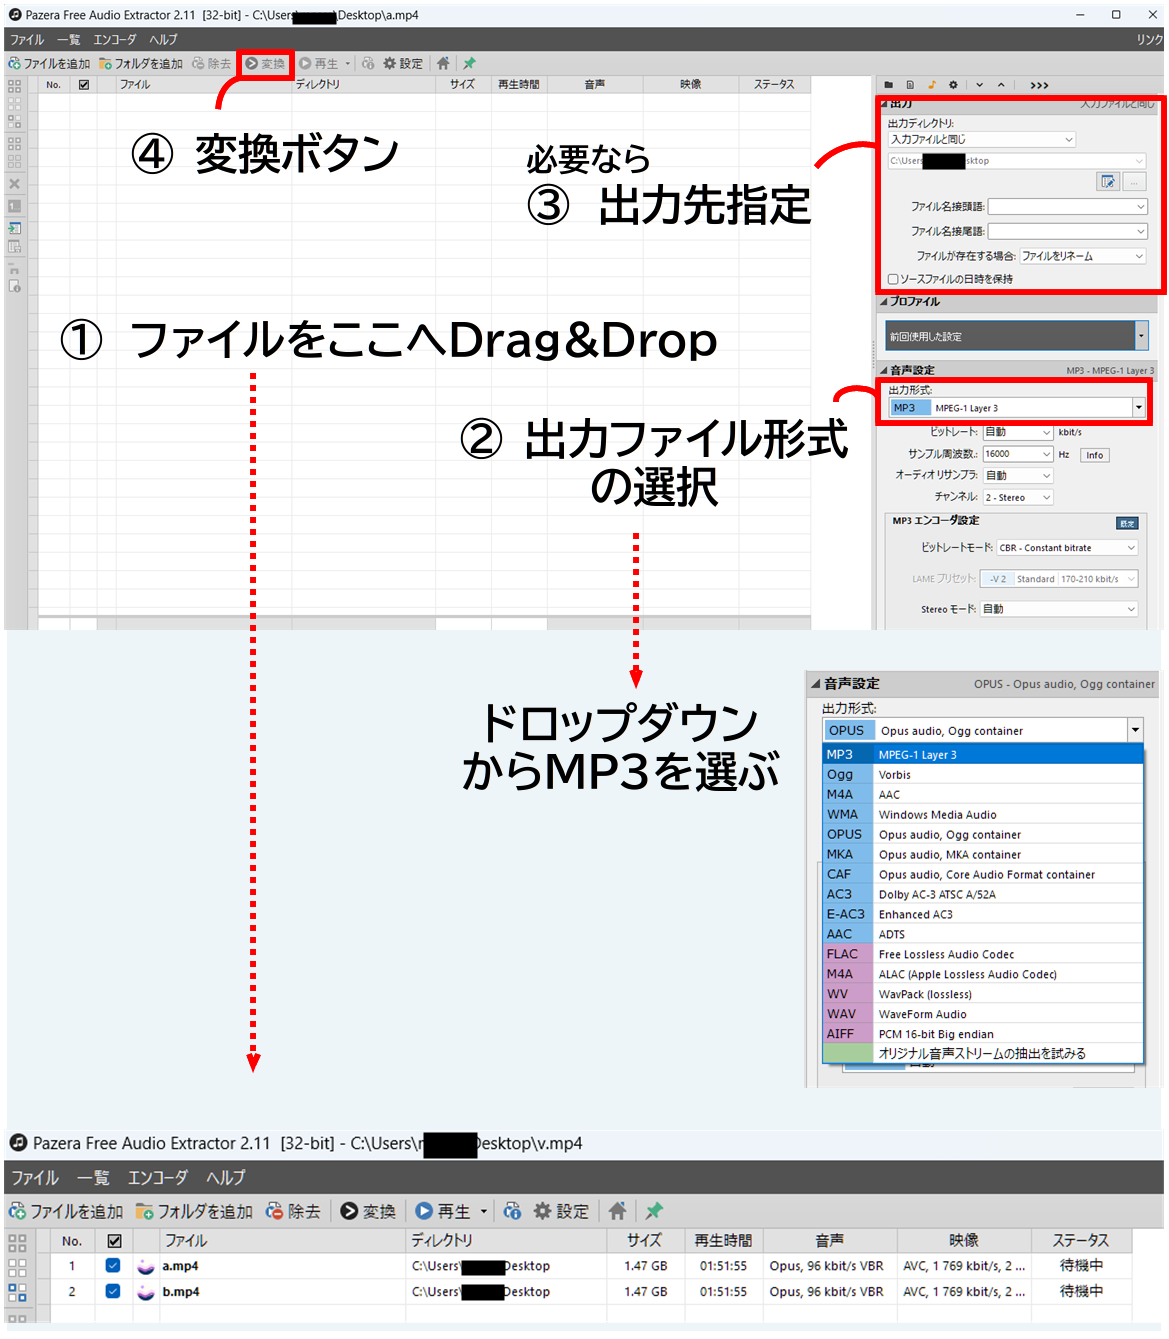 Pazera Free Audio Extractor 2.11 [32-bit] - C:\Users \Desktop\a.mp4
ファイル 一覧 エンコーダ ヘルプ リンク
ファイルを追加 フォルダを追加 除去 変換 再生 設定
No. ファイル ディレクトリ サイズ 再生時間 音声 映像 ステータス
④ 変換ボタン
必要なら
③ 出力先指定
① ファイルをここへDrag&Drop
② 出力ファイル形式
の選択
ドロップダウン
からMP3を選ぶ
出力 入力ファイルと同じ
出力ディレクトリ:
入力ファイルと同じ
C:\Users sktop
...
ファイル名接頭語:
ファイル名接尾語:
ファイルが存在する場合: ファイルをリネーム
ソースファイルの日時を保持
プロファイル
前回使用した設定
音声設定 MP3 - MPEG-1 Layer 3
出力形式:
MP3 MPEG-1 Layer 3
ビットレート: 自動 kbit/s
サンプル周波数.: 16000 Hz Info
オーディオリサンプラ: 自動
チャンネル: 2 - Stereo
MP3 エンコーダ設定 既定
ビットレートモード: CBR - Constant bitrate
LAME プリセット: -V 2 Standard 170-210 kbit/s
Stereo モード: 自動
音声設定 OPUS - Opus audio, Ogg container
出力形式:
OPUS Opus audio, Ogg container
MP3 MPEG-1 Layer 3
Ogg Vorbis
M4A AAC
WMA Windows Media Audio
OPUS Opus audio, Ogg container
MKA Opus audio, MKA container
CAF Opus audio, Core Audio Format container
AC3 Dolby AC-3 ATSC A/52A
E-AC3 Enhanced AC3
AAC ADTS
FLAC Free Lossless Audio Codec
M4A ALAC (Apple Lossless Audio Codec)
WV WavPack (lossless)
WAV WaveForm Audio
AIFF PCM 16-bit Big endian
オリジナル音声ストリームの抽出を試みる
Pazera Free Audio Extractor 2.11 [32-bit] - C:\Users\ Desktop\v.mp4
ファイル 一覧 エンコーダ ヘルプ
ファイルを追加 フォルダを追加 除去 変換 再生 設定
No. ファイル ディレクトリ サイズ 再生時間 音声 映像 ステータス
1 a.mp4 C:\Users\ Desktop 1.47 GB 01:51:55 Opus, 96 kbit/s VBR AVC, 1 769 kbit/s, 2 ... 待機中
2 b.mp4 C:\Users\ Desktop 1.47 GB 01:51:55 Opus, 96 kbit/s VBR AVC, 1 769 kbit/s, 2 ... 待機中